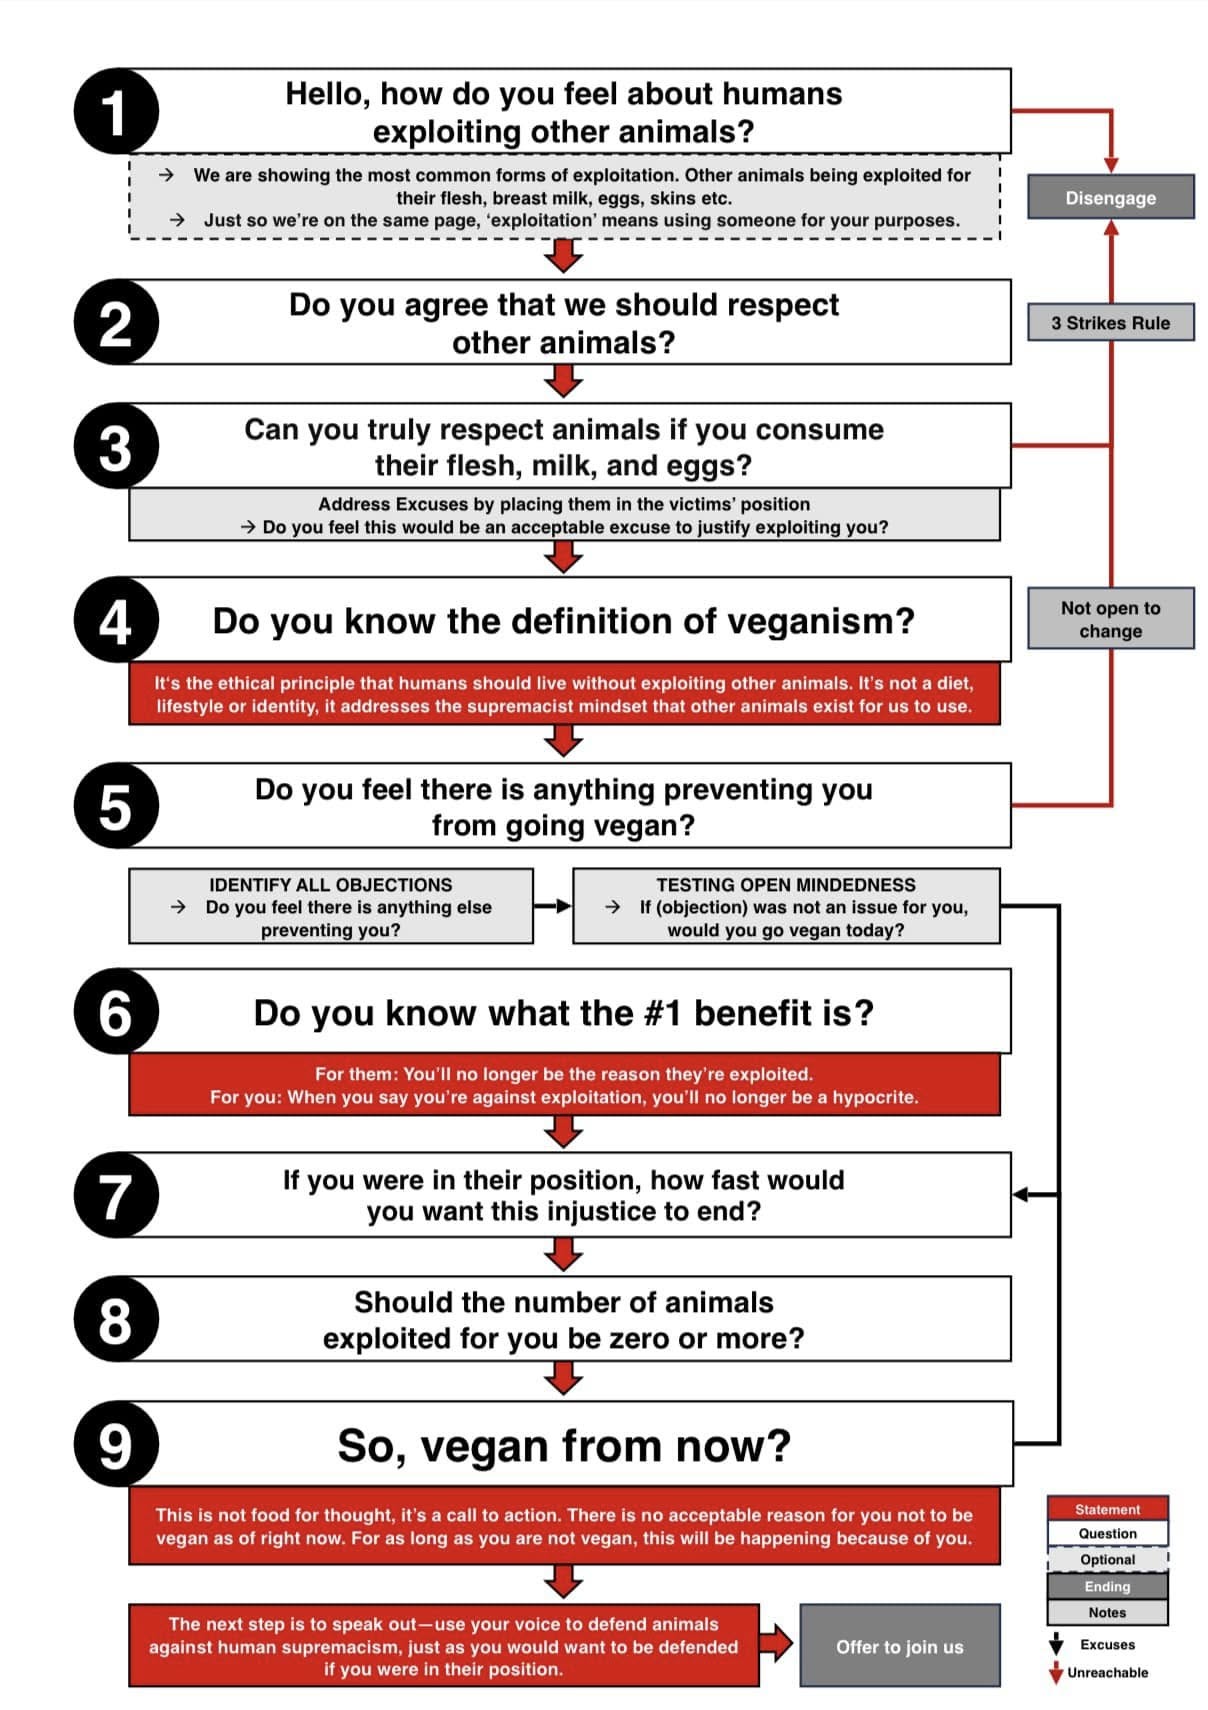 1
Hello, how do you feel about humans
exploiting other animals?
→ We are showing the most common forms of exploitation. Other animals being exploited for
their flesh, breast milk, eggs, skins etc.
→ Just so we're on the same page, ‘exploitation’ means using someone for your purposes.
Disengage
2
Do you agree that we should respect
other animals?
3 Strikes Rule
3
Can you truly respect animals if you consume
their flesh, milk, and eggs?
Address Excuses by placing them in the victims’ position
→ Do you feel this would be an acceptable excuse to justify exploiting you?
4
Do you know the definition of veganism?
Not open to
change
It's the ethical principle that humans should live without exploiting other animals. It’s not a diet,
lifestyle or identity, it addresses the supremacist mindset that other animals exist for us to use.
5
Do you feel there is anything preventing you
from going vegan?
IDENTIFY ALL OBJECTIONS
→ Do you feel there is anything else
preventing you?
TESTING OPEN MINDEDNESS
→ If (objection) was not an issue for you,
would you go vegan today?
6
Do you know what the #1 benefit is?
For them: You’ll no longer be the reason they’re exploited.
For you: When you say you’re against exploitation, you’ll no longer be a hypocrite.
7
If you were in their position, how fast would
you want this injustice to end?
8
Should the number of animals
exploited for you be zero or more?
9
So, vegan from now?
This is not food for thought, it’s a call to action. There is no acceptable reason for you not to be
vegan as of right now. For as long as you are not vegan, this will be happening because of you.
The next step is to speak out—use your voice to defend animals
against human supremacism, just as you would want to be defended
if you were in their position.
Offer to join us
Statement
Question
Optional
Ending
Notes
Excuses
Unreachable